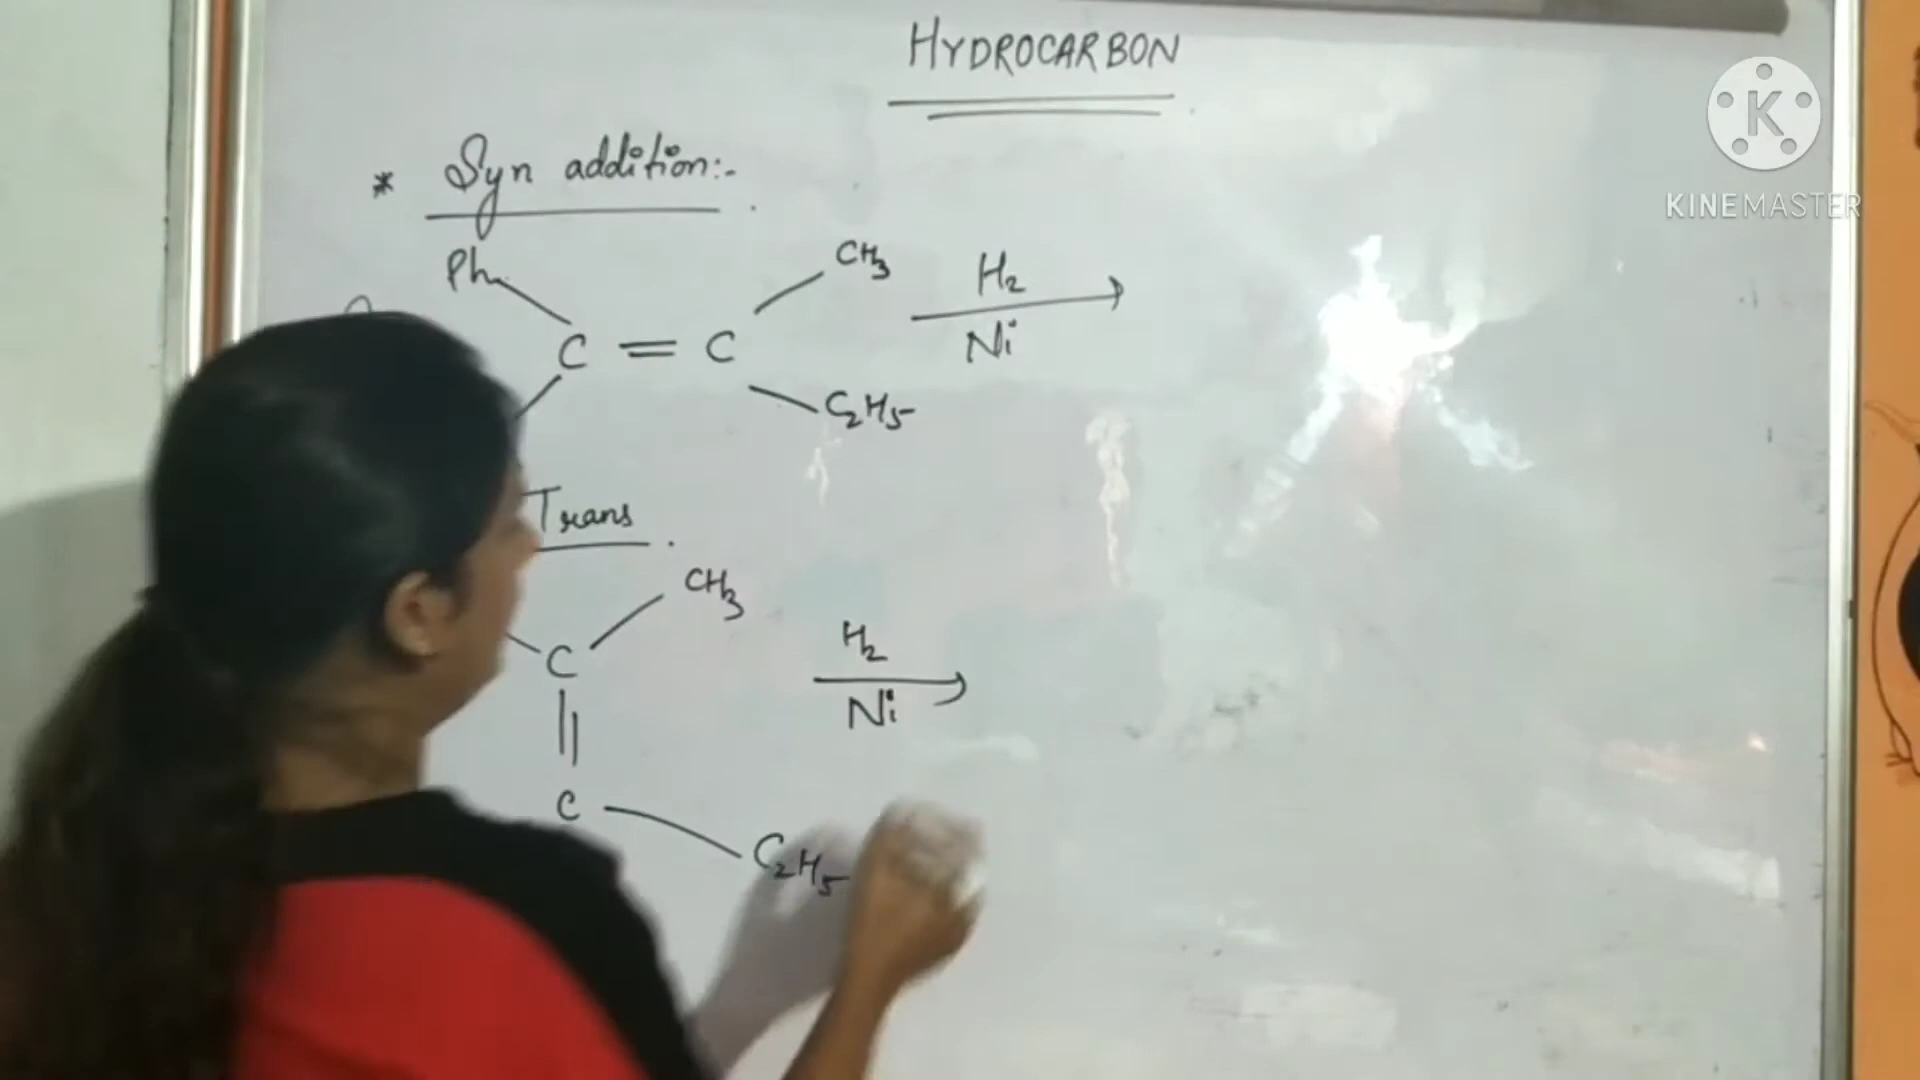 HYDROCARBON
* Syn addition:-
Ph CH3
C = C H2
Ni
C2H5
Trans
CH3
C H2
Ni
C
C2H5
KINEMASTER